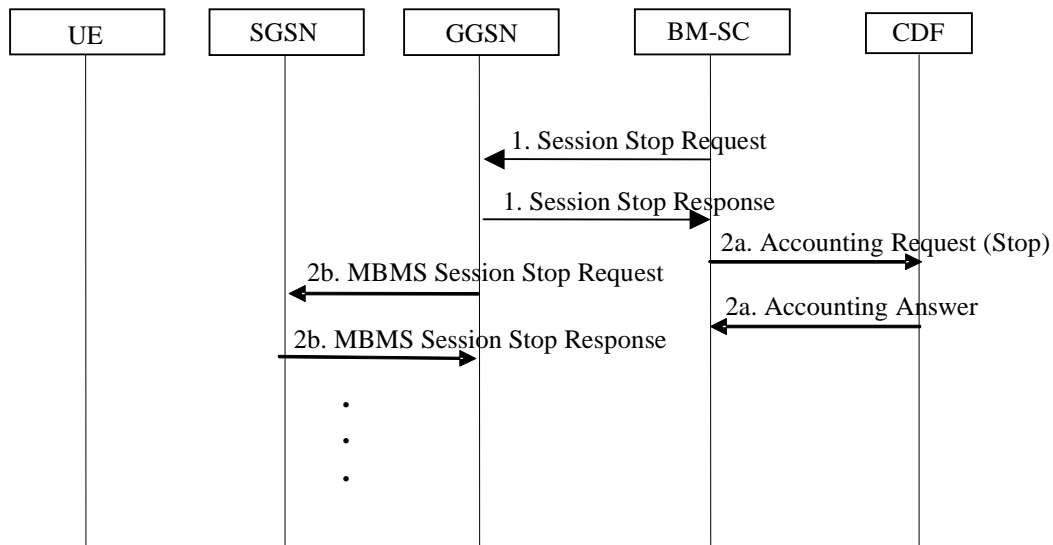 UE
SGSN
GGSN
BM-SC
CDF
1. Session Stop Request
1. Session Stop Response
2a. Accounting Request (Stop)
2b. MBMS Session Stop Request
2a. Accounting Answer
2b. MBMS Session Stop Response